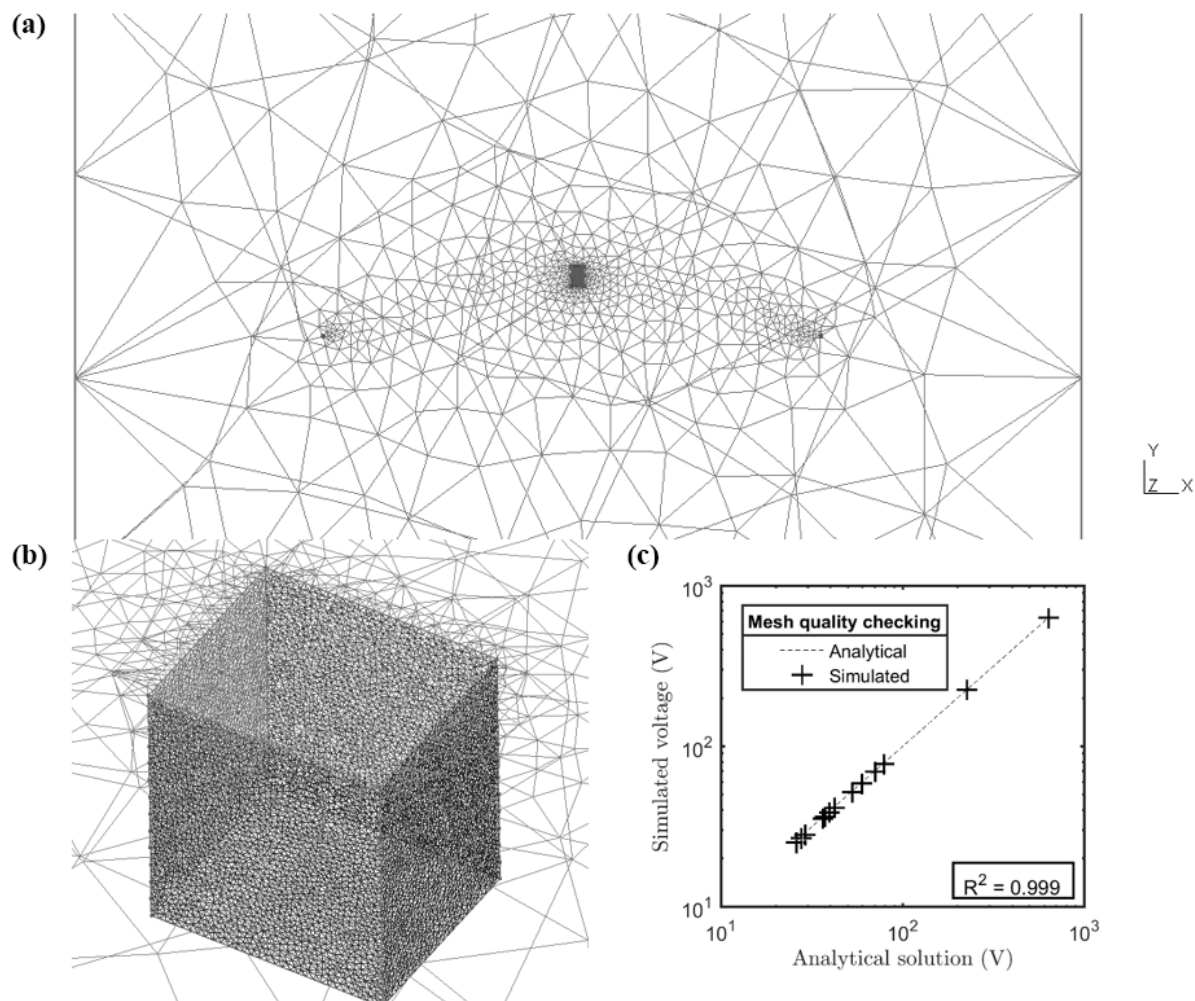 (a)
Y
Z X
(b)
(c)
10³
Mesh quality checking
Analytical
Simulated
Simulated voltage (V)
10²
R² = 0.999
10¹
10¹ 10² 10³
Analytical solution (V)